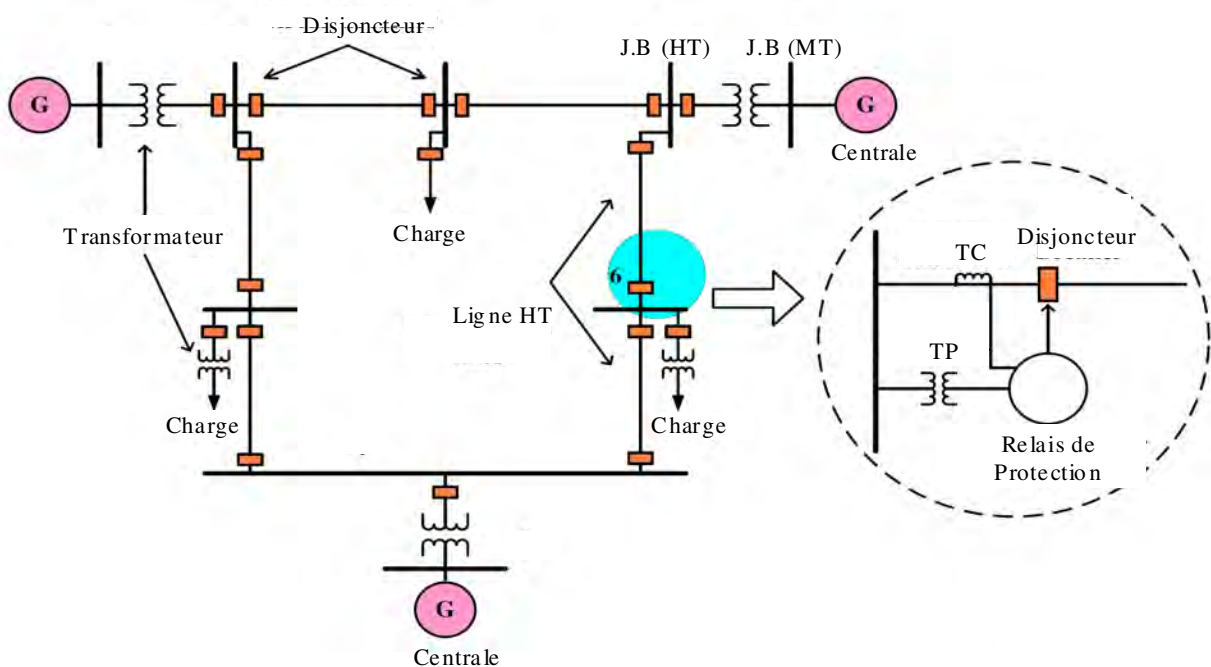 Disjoncteur
J.B (HT)
J.B (MT)
G
G
Centrale
Transformateur
Charge
Disjoncteur
TC
6
Ligne HT
TP
Charge
Charge
Relais de
Protection
G
Centrale